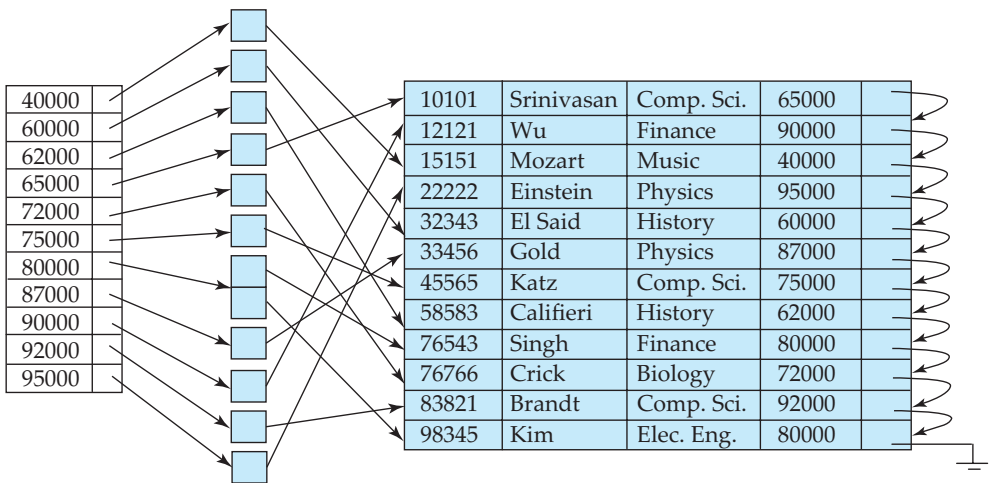 40000
60000
62000
65000
72000
75000
80000
87000
90000
92000
95000
10101 Srinivasan Comp. Sci. 65000
12121 Wu Finance 90000
15151 Mozart Music 40000
22222 Einstein Physics 95000
32343 El Said History 60000
33456 Gold Physics 87000
45565 Katz Comp. Sci. 75000
58583 Califieri History 62000
76543 Singh Finance 80000
76766 Crick Biology 72000
83821 Brandt Comp. Sci. 92000
98345 Kim Elec. Eng. 80000